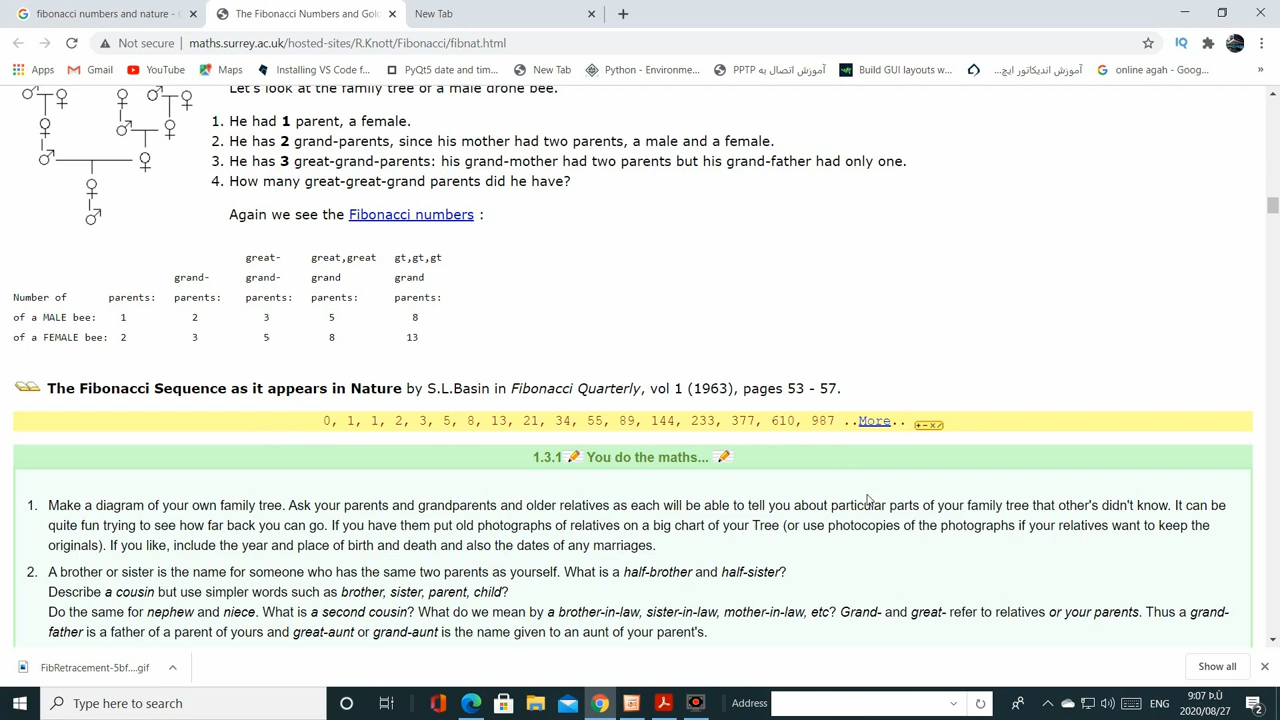 fibonacci numbers and nature - G
The Fibonacci Numbers and Gold
New Tab
Not secure
maths.surrey.ac.uk/hosted-sites/R.Knott/Fibonacci/fibnat.html
Apps
Gmail
YouTube
Maps
Installing VS Code f...
PyQt5 date and tim...
New Tab
Python - Environme...
آموزش اتصال به PPTP
Build GUI layouts w...
آموزش اندیکاتور ایچ...
online agah - Goog...
Let's look at the family tree of a male drone bee.
1. He had 1 parent, a female.
2. He has 2 grand-parents, since his mother had two parents, a male and a female.
3. He has 3 great-grand-parents: his grand-mother had two parents but his grand-father had only one.
4. How many great-great-grand parents did he have?
Again we see the Fibonacci numbers :
great- great,great gt,gt,gt
grand- grand- grand grand
Number of parents: parents: parents: parents: parents:
of a MALE bee: 1 2 3 5 8
of a FEMALE bee: 2 3 5 8 13
The Fibonacci Sequence as it appears in Nature by S.L.Basin in Fibonacci Quarterly, vol 1 (1963), pages 53 - 57.
0, 1, 1, 2, 3, 5, 8, 13, 21, 34, 55, 89, 144, 233, 377, 610, 987 ..More..
1.3.1 You do the maths...
1. Make a diagram of your own family tree. Ask your parents and grandparents and older relatives as each will be able to tell you about particular parts of your family tree that other's didn't know. It can be
quite fun trying to see how far back you can go. If you have them put old photographs of relatives on a big chart of your Tree (or use photocopies of the photographs if your relatives want to keep the
originals). If you like, include the year and place of birth and death and also the dates of any marriages.
2. A brother or sister is the name for someone who has the same two parents as yourself. What is a half-brother and half-sister?
Describe a cousin but use simpler words such as brother, sister, parent, child?
Do the same for nephew and niece. What is a second cousin? What do we mean by a brother-in-law, sister-in-law, mother-in-law, etc? Grand- and great- refer to relatives or your parents. Thus a grand-
father is a father of a parent of yours and great-aunt or grand-aunt is the name given to an aunt of your parent's.
FibRetracement-5bf....gif
Show all
Type here to search
Address
9:07 Þ.Ù
2020/08/27
2